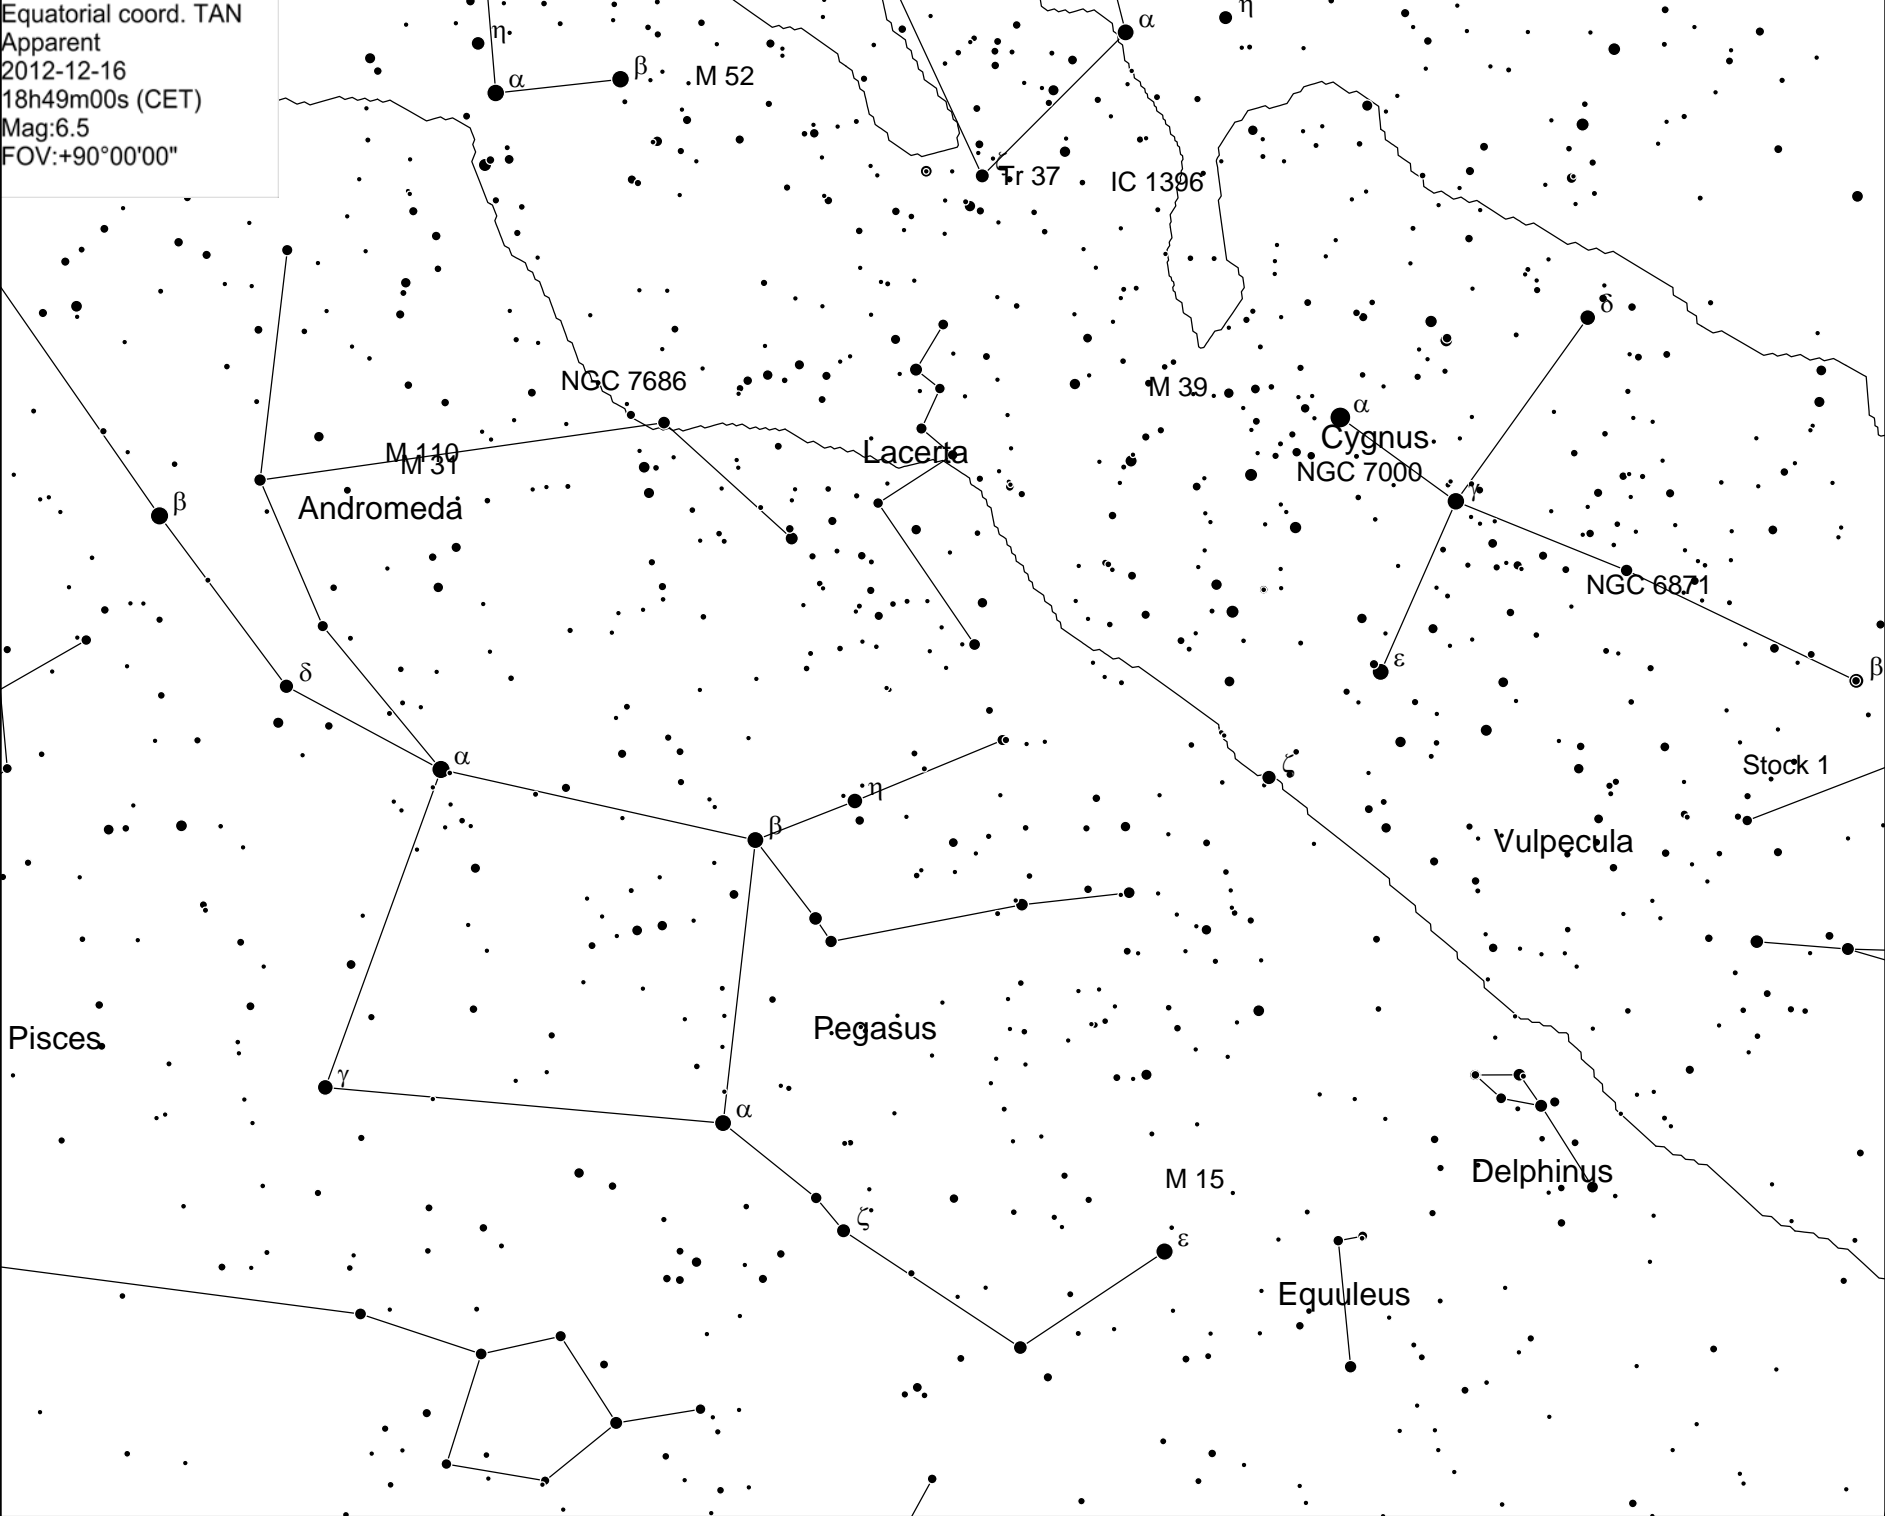 Equatorial coord. TAN
Apparent
2012-12-16
18h49m00s (CET)
Mag:6.5
FOV:+90°00'00"
η
α
β
M 52
α
η
ζ
Tr 37
IC 1396
δ
NGC 7686
M 39
α
Cygnus
M 110
M 31
Lacerta
NGC 7000
γ
β
Andromeda
NGC 6871
ε
β
δ
α
ζ
Stock 1
η
β
Vulpecula
Pegasus
Pisces
γ
α
M 15
Delphinus
ζ
ε
Equuleus